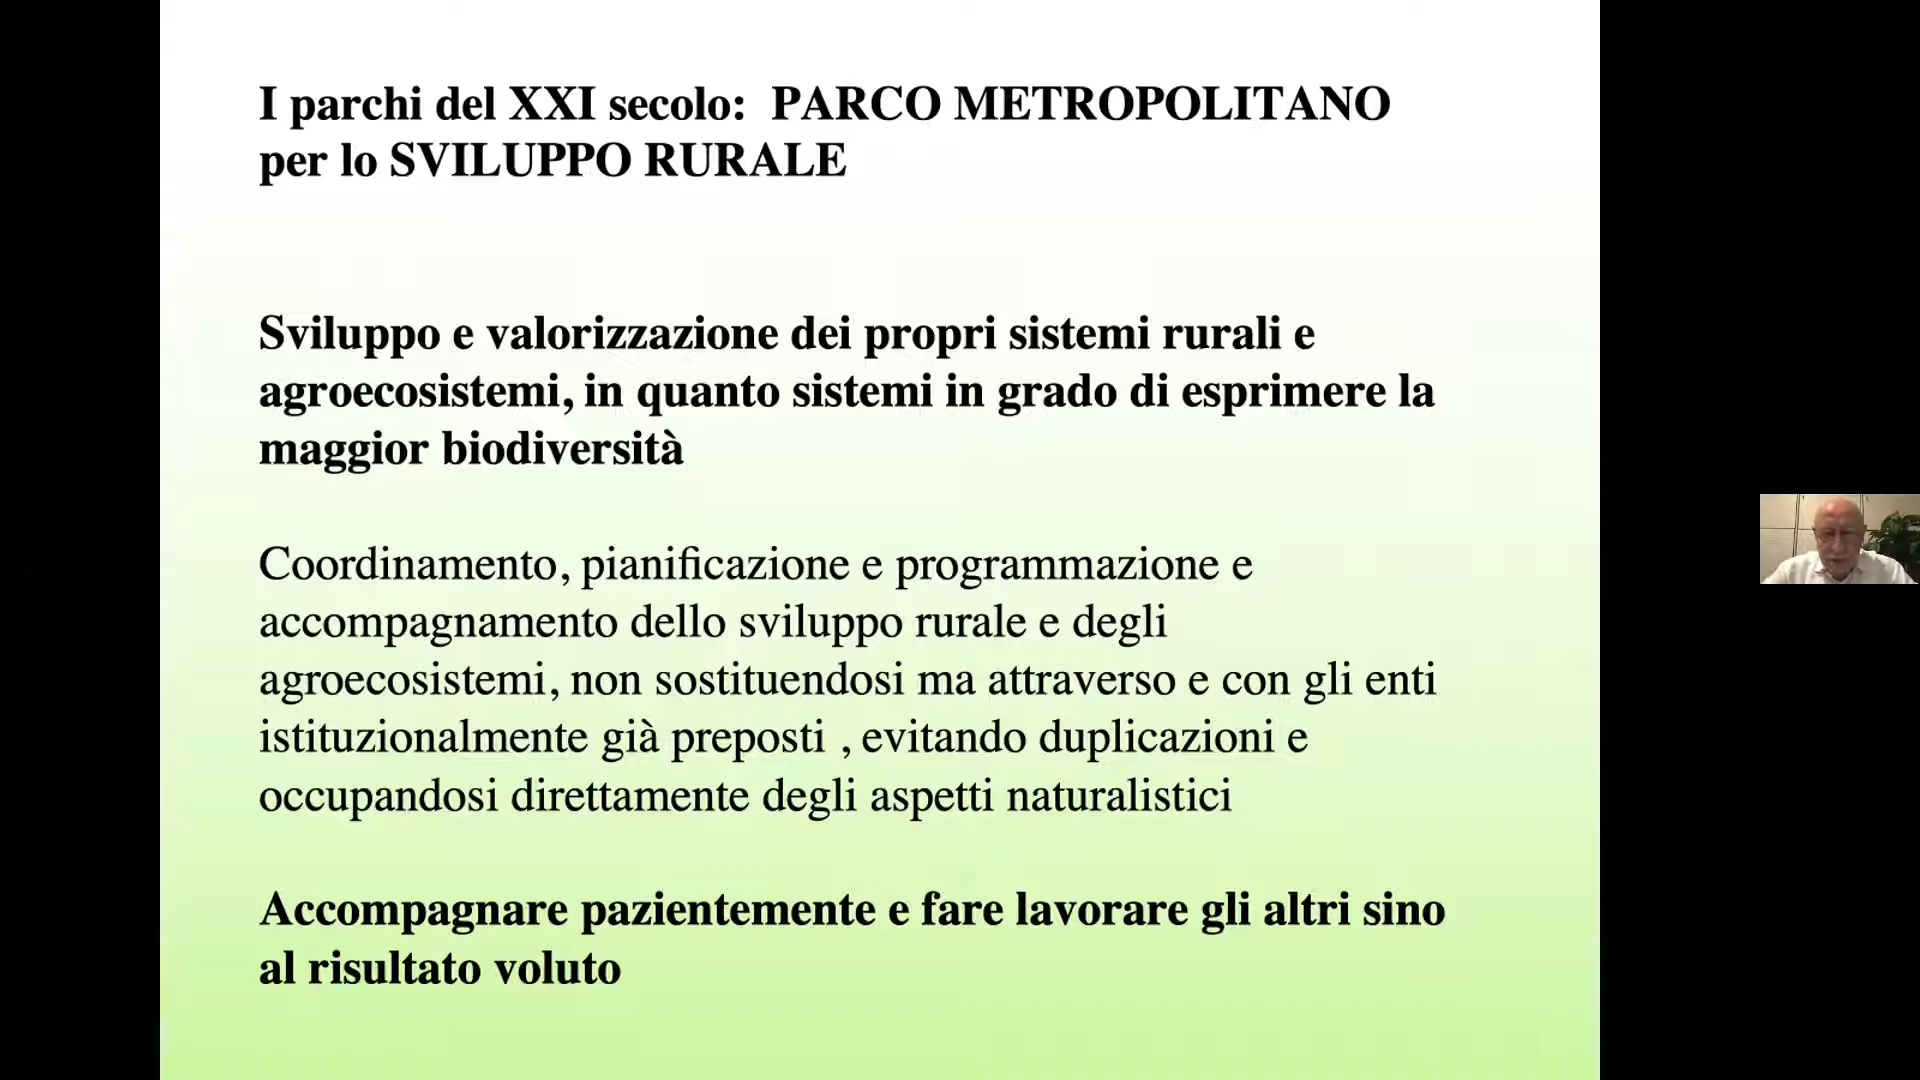 I parchi del XXI secolo:  PARCO METROPOLITANO
per lo SVILUPPO RURALE
Sviluppo e valorizzazione dei propri sistemi rurali e
agroecosistemi, in quanto sistemi in grado di esprimere la
maggior biodiversità
Coordinamento, pianificazione e programmazione e
accompagnamento dello sviluppo rurale e degli
agroecosistemi, non sostituendosi ma attraverso e con gli enti
istituzionalmente già preposti , evitando duplicazioni e
occupandosi direttamente degli aspetti naturalistici
Accompagnare pazientemente e fare lavorare gli altri sino
al risultato voluto